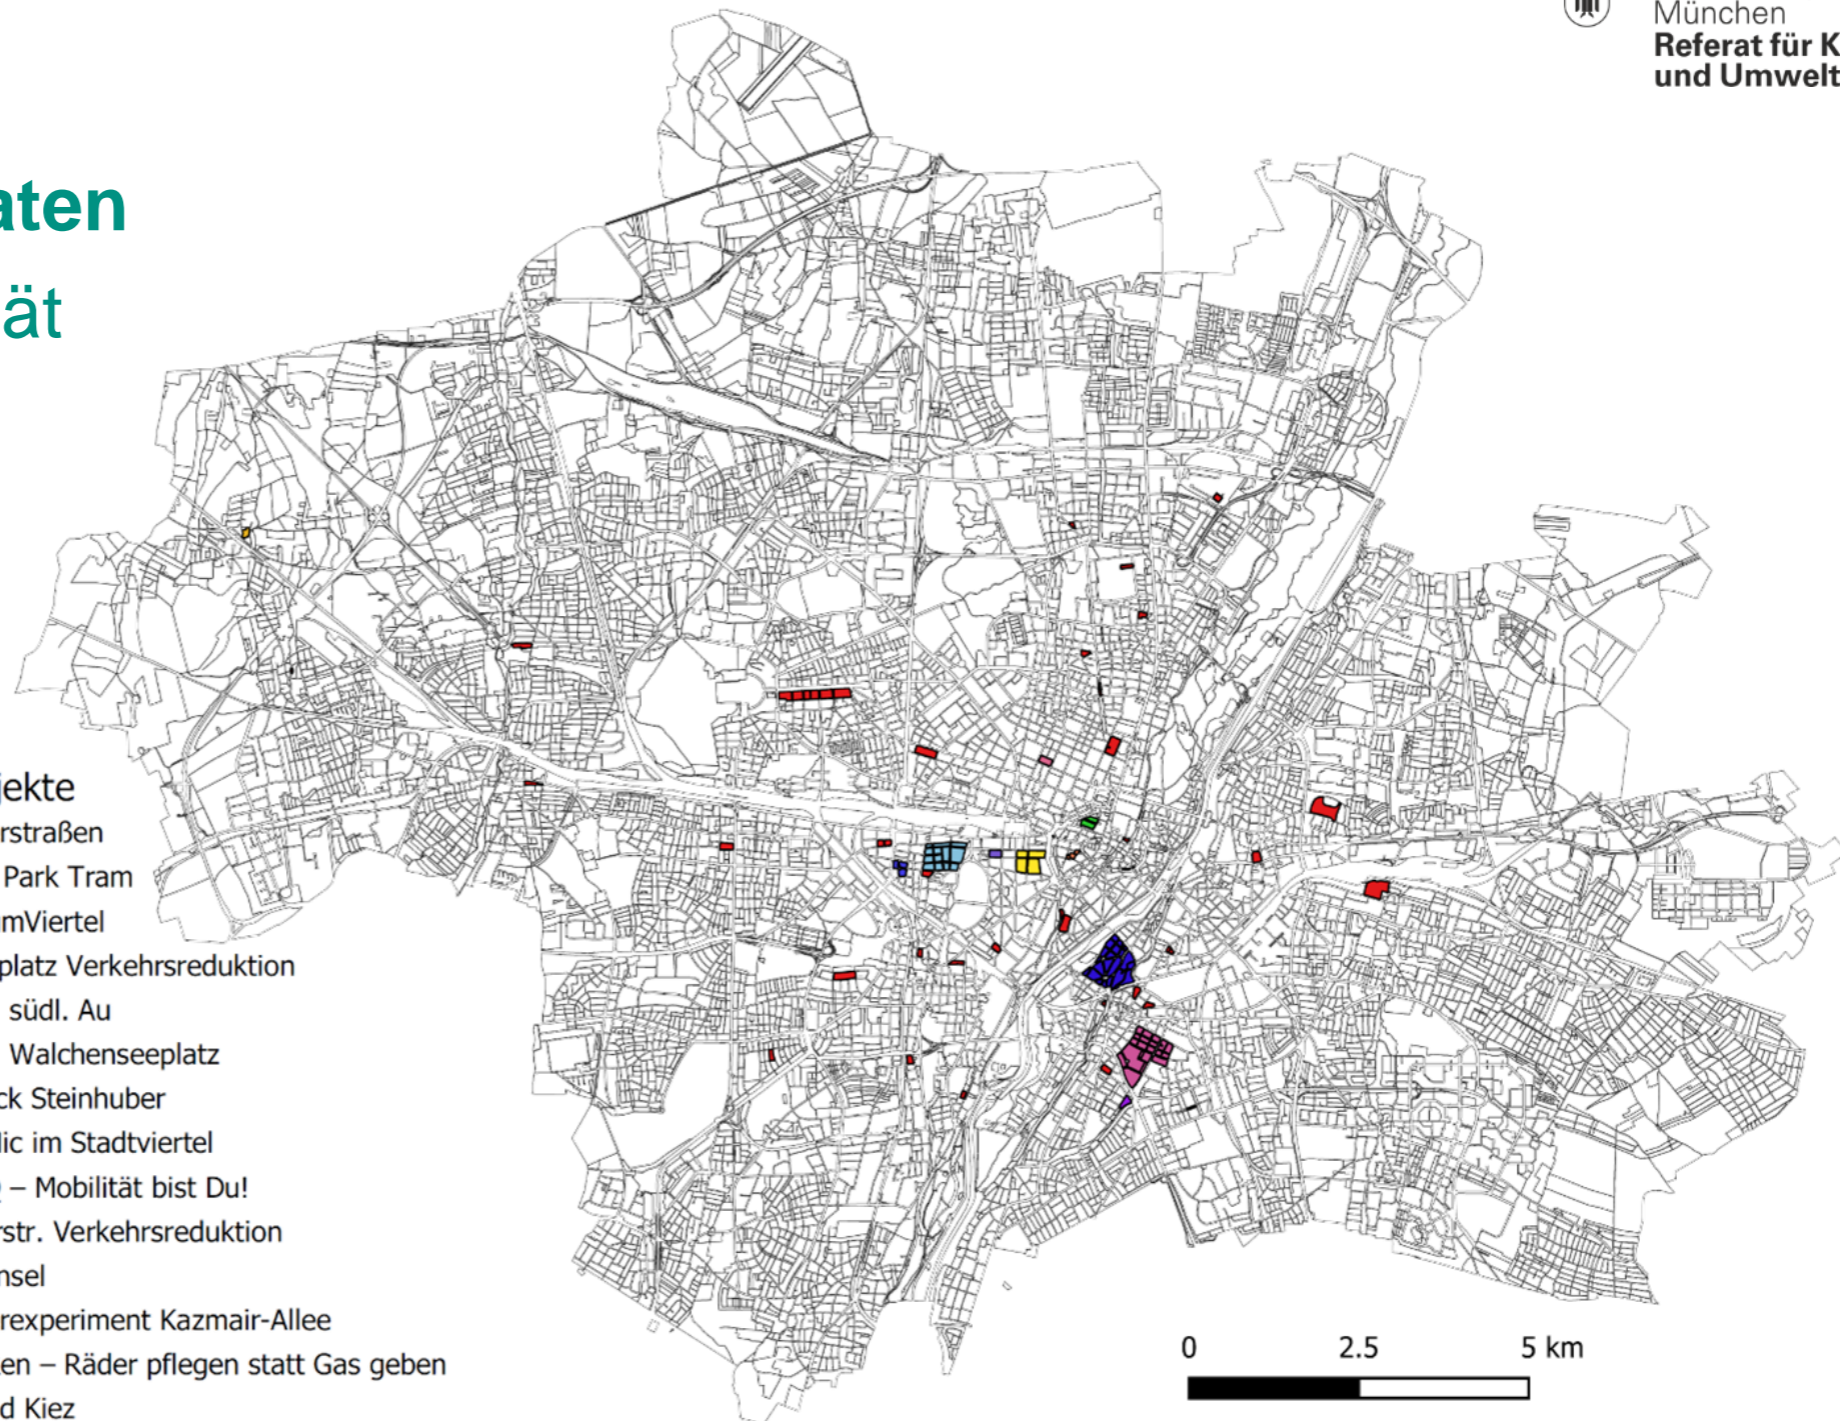 München
Referat für K
und Umwelt
aten
ät
jekte
rstraßen
Park Tram
umViertel
platz Verkehrsreduktion
südl. Au
Walchenseeplatz
ck Steinhuber
lic im Stadtviertel
– Mobilität bist Du!
rstr. Verkehrsreduktion
nsel
rexperiment Kazmair-Allee
en – Räder pflegen statt Gas geben
d Kiez
0 2.5 5 km